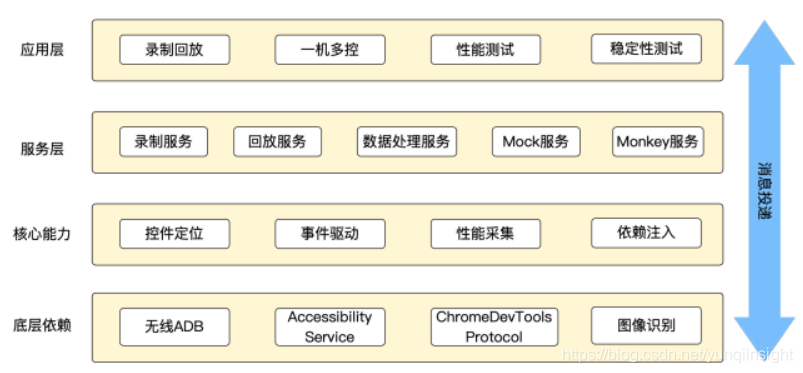 应用层
录制回放
一机多控
性能测试
稳定性测试
服务层
录制服务
回放服务
数据处理服务
Mock服务
Monkey服务
核心能力
控件定位
事件驱动
性能采集
依赖注入
底层依赖
无线ADB
Accessibility
Service
ChromeDevTools
Protocol
图像识别
消息投递
https://blog.csdn.net/yunqiinsight